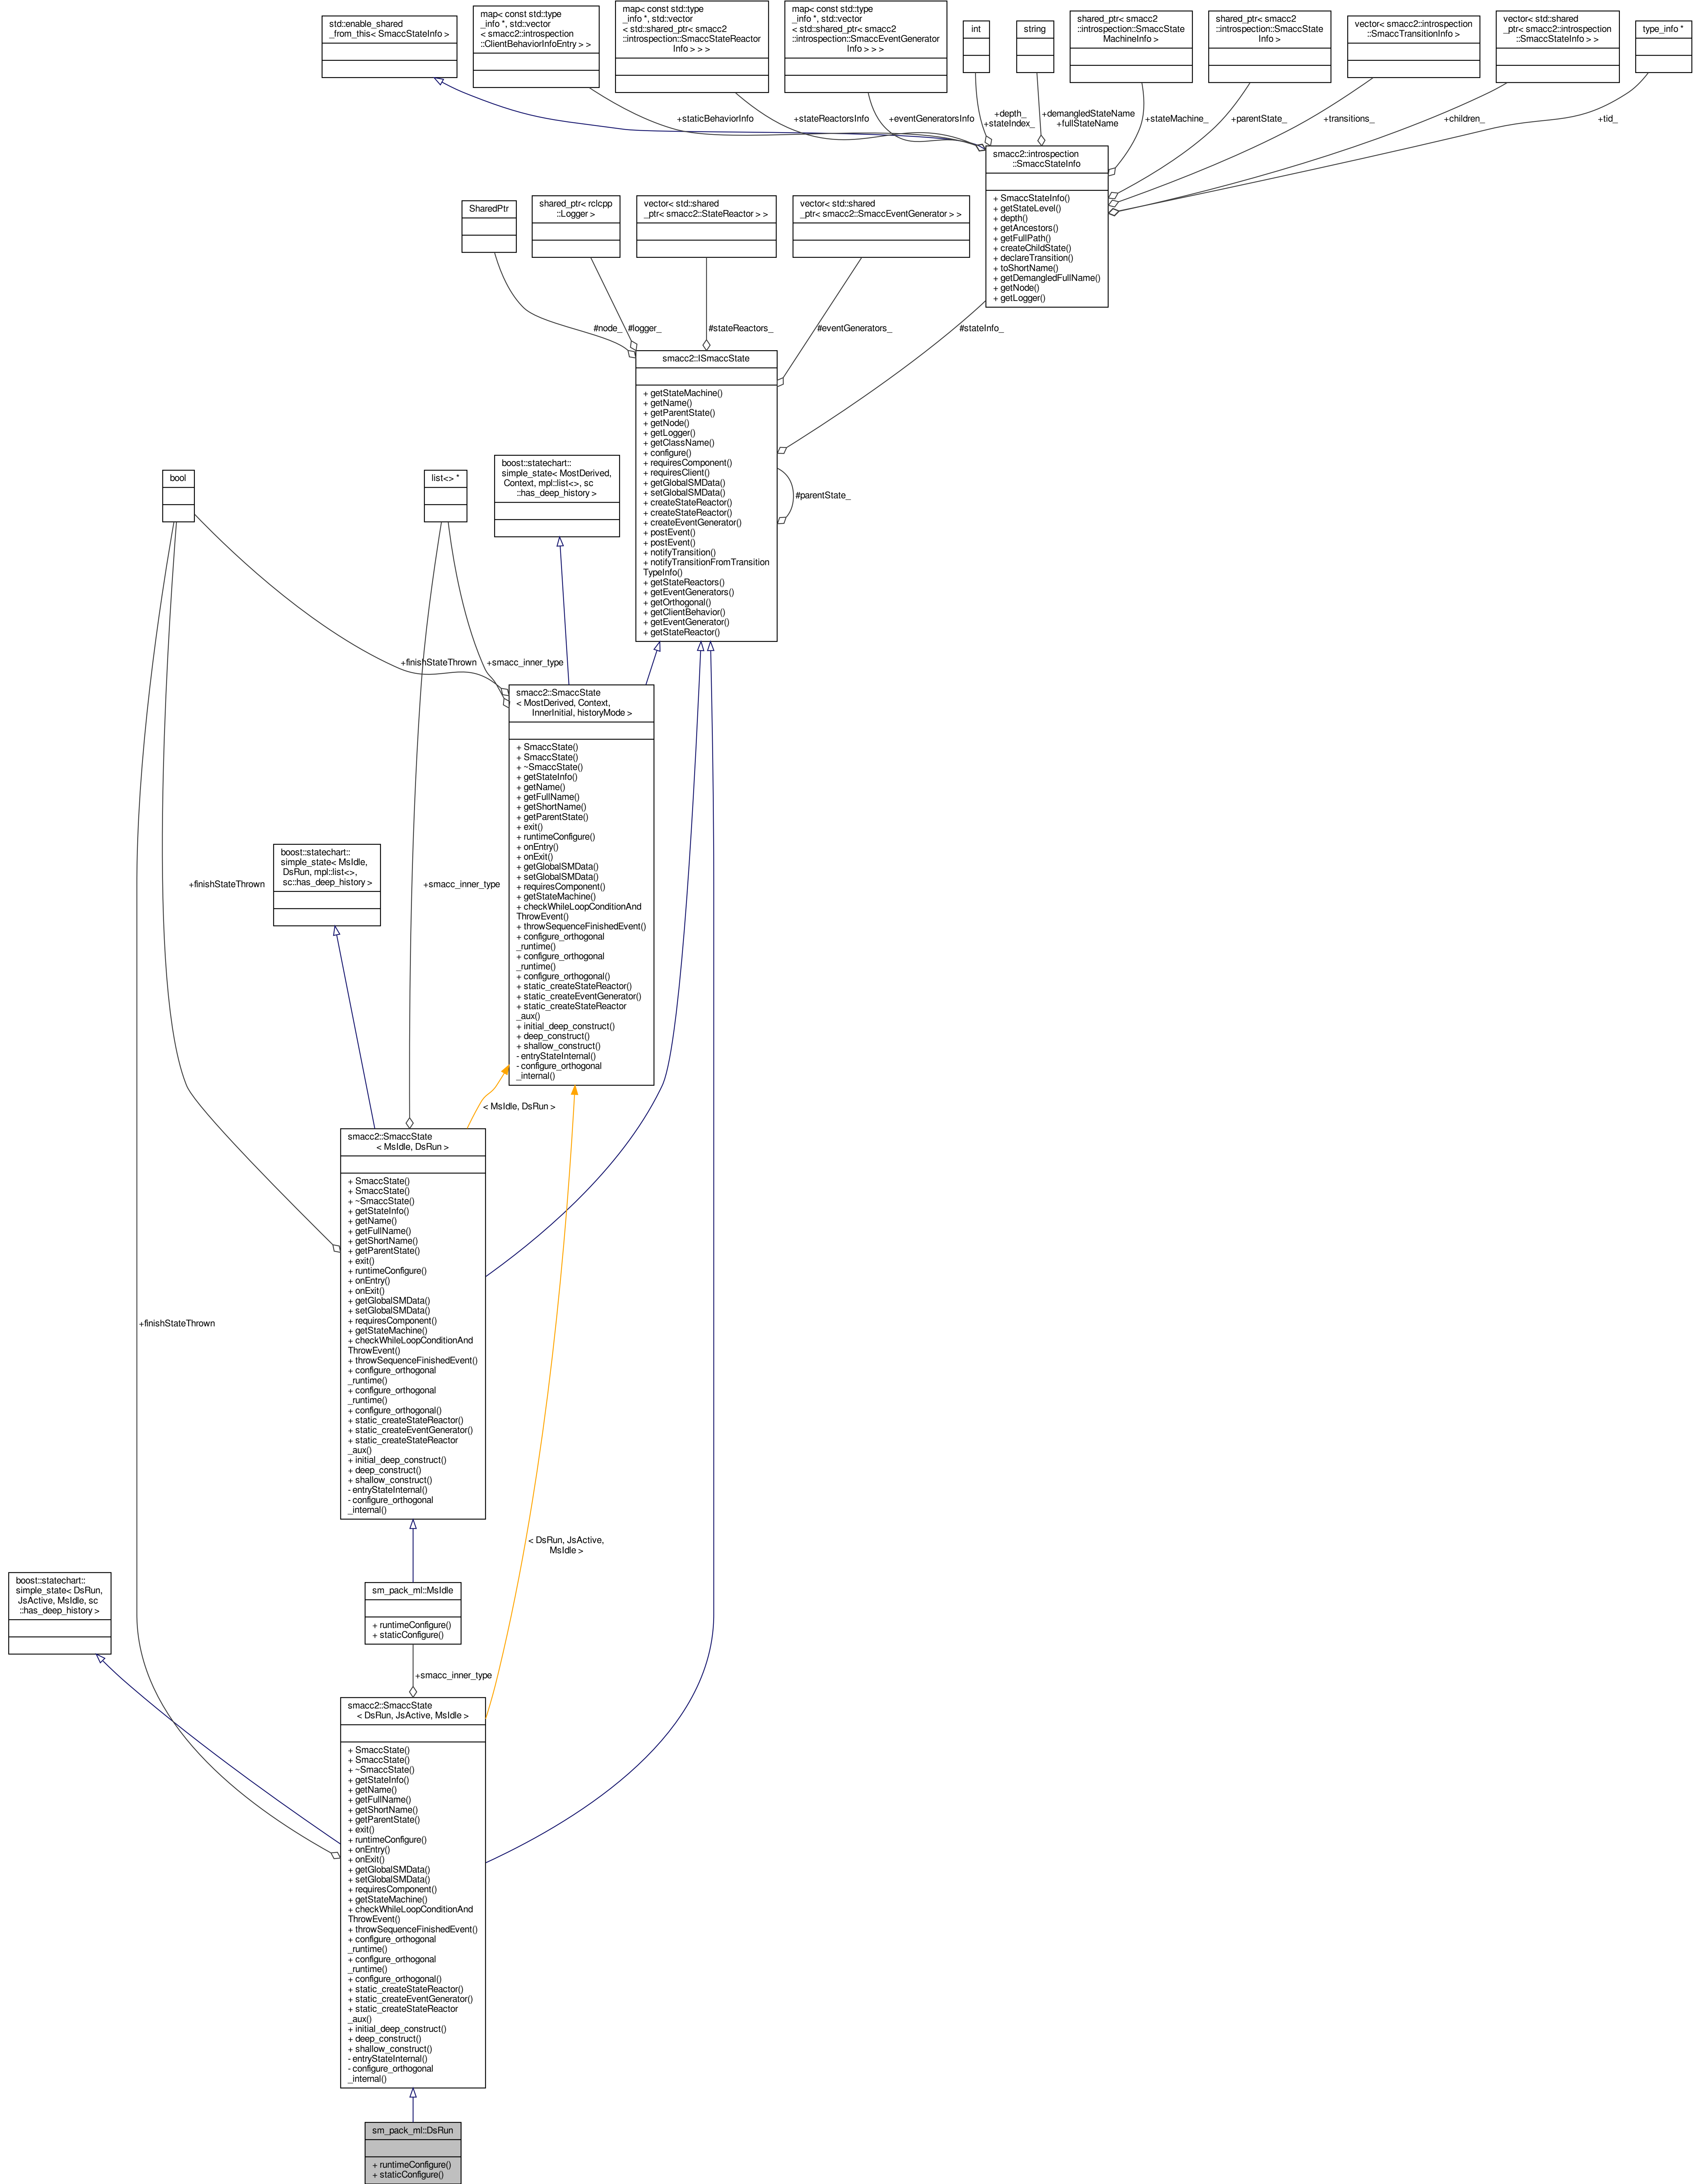 std::enable_shared
_from_this< SmaccStateInfo >
map< const std::type
_info *, std::vector
< smacc2::introspection
::ClientBehaviorInfoEntry > >
map< const std::type
_info *, std::vector
< std::shared_ptr< smacc2
::introspection::SmaccStateReactor
Info > > >
map< const std::type
_info *, std::vector
< std::shared_ptr< smacc2
::introspection::SmaccEventGenerator
Info > > >
int
string
shared_ptr< smacc2
::introspection::SmaccState
MachineInfo >
shared_ptr< smacc2
::introspection::SmaccState
Info >
vector< smacc2::introspection
::SmaccTransitionInfo >
vector< std::shared
_ptr< smacc2::introspection
::SmaccStateInfo > >
type_info *
+staticBehaviorInfo
+stateReactorsInfo
+eventGeneratorsInfo
+depth_
+stateIndex_
+demangledStateName
+fullStateName
+stateMachine_
+parentState_
+transitions_
+children_
+tid_
smacc2::introspection
::SmaccStateInfo
+ SmaccStateInfo()
+ getStateLevel()
+ depth()
+ getAncestors()
+ getFullPath()
+ createChildState()
+ declareTransition()
+ toShortName()
+ getDemangledFullName()
+ getNode()
+ getLogger()
SharedPtr
shared_ptr< rclcpp
::Logger >
vector< std::shared
_ptr< smacc2::StateReactor > >
vector< std::shared
_ptr< smacc2::SmaccEventGenerator > >
#node_
#logger_
#stateReactors_
#eventGenerators_
#stateInfo_
smacc2::ISmaccState
+ getStateMachine()
+ getName()
+ getParentState()
+ getNode()
+ getLogger()
+ getClassName()
+ configure()
+ requiresComponent()
+ requiresClient()
+ getGlobalSMData()
+ setGlobalSMData()
+ createStateReactor()
+ createStateReactor()
+ createEventGenerator()
+ postEvent()
+ postEvent()
+ notifyTransition()
+ notifyTransitionFromTransition
TypeInfo()
+ getStateReactors()
+ getEventGenerators()
+ getOrthogonal()
+ getClientBehavior()
+ getEventGenerator()
+ getStateReactor()
#parentState_
bool
list<> *
boost::statechart::
simple_state< MostDerived,
Context, mpl::list<>, sc
::has_deep_history >
+finishStateThrown
+smacc_inner_type
smacc2::SmaccState
< MostDerived, Context,
InnerInitial, historyMode >
+ SmaccState()
+ SmaccState()
+ ~SmaccState()
+ getStateInfo()
+ getName()
+ getFullName()
+ getShortName()
+ getParentState()
+ exit()
+ runtimeConfigure()
+ onEntry()
+ onExit()
+ getGlobalSMData()
+ setGlobalSMData()
+ requiresComponent()
+ getStateMachine()
+ checkWhileLoopConditionAnd
ThrowEvent()
+ throwSequenceFinishedEvent()
+ configure_orthogonal
_runtime()
+ configure_orthogonal
_runtime()
+ configure_orthogonal()
+ static_createStateReactor()
+ static_createEventGenerator()
+ static_createStateReactor
_aux()
+ initial_deep_construct()
+ deep_construct()
+ shallow_construct()
- entryStateInternal()
- configure_orthogonal
_internal()
boost::statechart::
simple_state< MsIdle,
DsRun, mpl::list<>,
sc::has_deep_history >
+finishStateThrown
+smacc_inner_type
< MsIdle, DsRun >
smacc2::SmaccState
< MsIdle, DsRun >
+ SmaccState()
+ SmaccState()
+ ~SmaccState()
+ getStateInfo()
+ getName()
+ getFullName()
+ getShortName()
+ getParentState()
+ exit()
+ runtimeConfigure()
+ onEntry()
+ onExit()
+ getGlobalSMData()
+ setGlobalSMData()
+ requiresComponent()
+ getStateMachine()
+ checkWhileLoopConditionAnd
ThrowEvent()
+ throwSequenceFinishedEvent()
+ configure_orthogonal
_runtime()
+ configure_orthogonal
_runtime()
+ configure_orthogonal()
+ static_createStateReactor()
+ static_createEventGenerator()
+ static_createStateReactor
_aux()
+ initial_deep_construct()
+ deep_construct()
+ shallow_construct()
- entryStateInternal()
- configure_orthogonal
_internal()
+finishStateThrown
< DsRun, JsActive,
MsIdle >
boost::statechart::
simple_state< DsRun,
JsActive, MsIdle, sc
::has_deep_history >
sm_pack_ml::MsIdle
+ runtimeConfigure()
+ staticConfigure()
+smacc_inner_type
smacc2::SmaccState
< DsRun, JsActive, MsIdle >
+ SmaccState()
+ SmaccState()
+ ~SmaccState()
+ getStateInfo()
+ getName()
+ getFullName()
+ getShortName()
+ getParentState()
+ exit()
+ runtimeConfigure()
+ onEntry()
+ onExit()
+ getGlobalSMData()
+ setGlobalSMData()
+ requiresComponent()
+ getStateMachine()
+ checkWhileLoopConditionAnd
ThrowEvent()
+ throwSequenceFinishedEvent()
+ configure_orthogonal
_runtime()
+ configure_orthogonal
_runtime()
+ configure_orthogonal()
+ static_createStateReactor()
+ static_createEventGenerator()
+ static_createStateReactor
_aux()
+ initial_deep_construct()
+ deep_construct()
+ shallow_construct()
- entryStateInternal()
- configure_orthogonal
_internal()
sm_pack_ml::DsRun
+ runtimeConfigure()
+ staticConfigure()